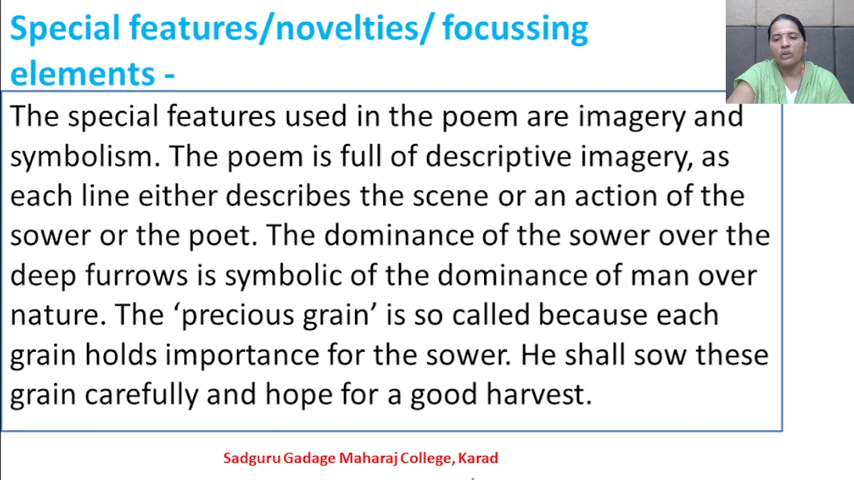 Special features/novelties/ focussing
elements -
The special features used in the poem are imagery and
symbolism. The poem is full of descriptive imagery, as
each line either describes the scene or an action of the
sower or the poet. The dominance of the sower over the
deep furrows is symbolic of the dominance of man over
nature. The ‘precious grain’ is so called because each
grain holds importance for the sower. He shall sow these
grain carefully and hope for a good harvest.
Sadguru Gadage Maharaj College, Karad